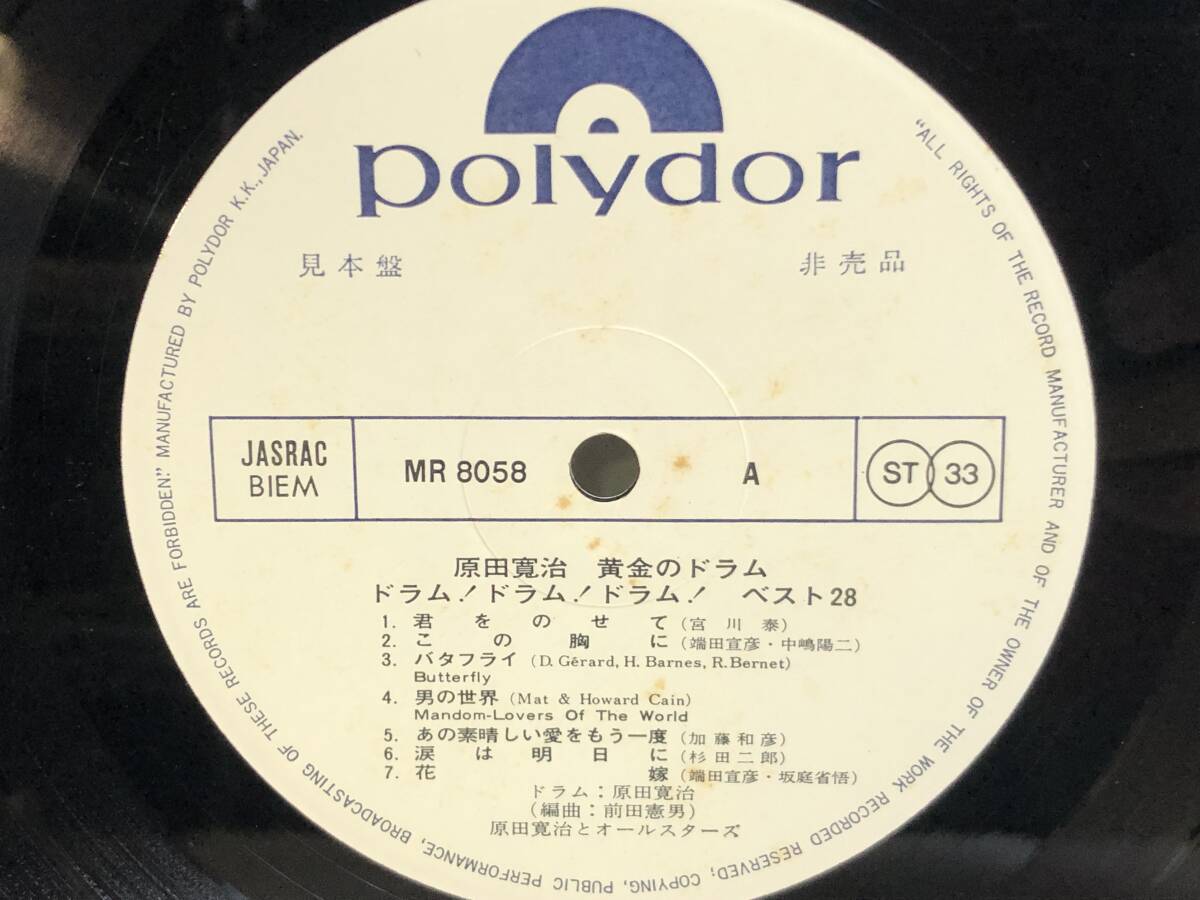 polydor
見本盤 非売品
JASRAC
BIEM
MR 8058 A ST 33
原田寛治 黄金のドラム
ドラム!ドラム!ドラム! ベスト28
1. 君をのせて(宮川泰)
2. この胸に(端田宣彦・中嶋陽二)
3. バタフライ(D. Gérard, H. Barnes, R. Bernet)
Butterfly
4. 男の世界(Mat & Howard Cain)
Mandom-Lovers Of The World
5. あの素晴しい愛をもう一度(加藤和彦)
6. 涙は明日に(杉田二郎)
7. 花嫁(端田宣彦・坂庭省悟)
ドラム:原田寛治
(編曲:前田憲男)
原田寛治とオールスターズ
"ALL RIGHTS OF THE RECORD MANUFACTURER AND OF THE OWNER OF THE WORK RECORDED RESERVED; COPYING, PUBLIC PERFORMANCE, BROADCASTING OF THESE RECORDS ARE FORBIDDEN." MANUFACTURED BY POLYDOR K.K., JAPAN.